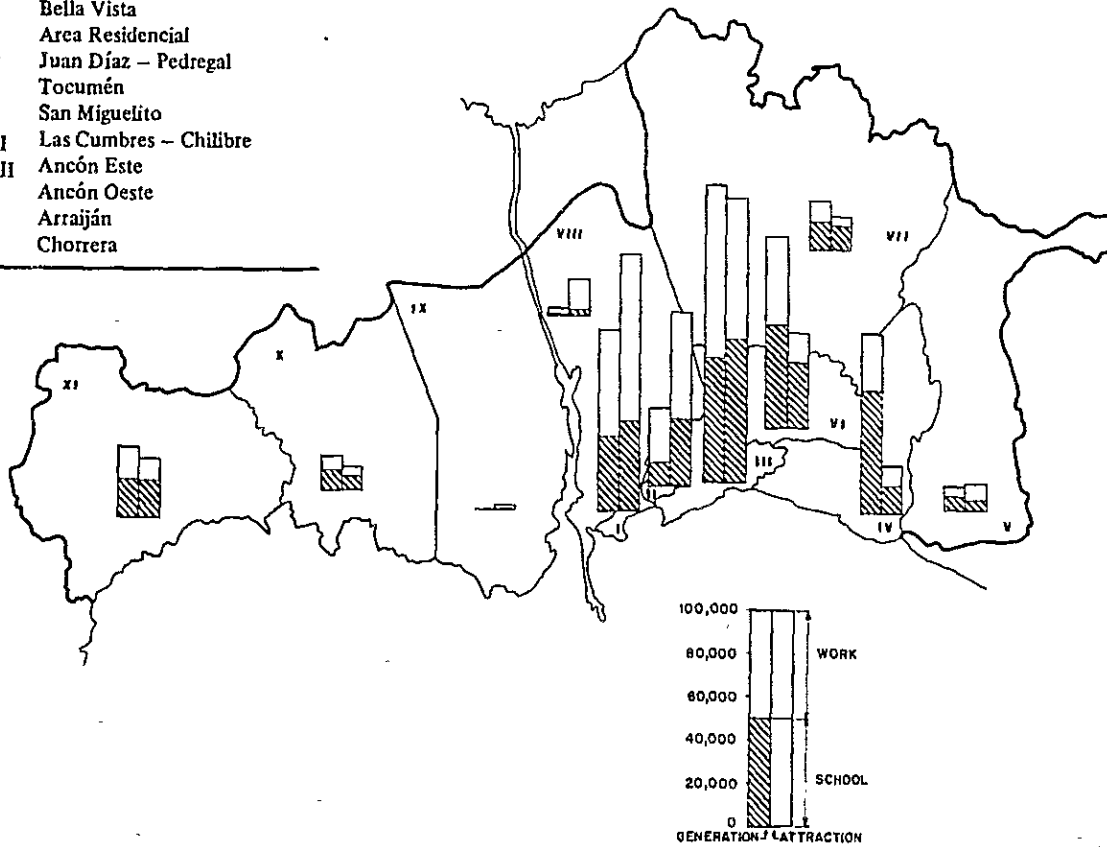 Bella Vista
Area Residencial
Juan Díaz – Pedregal
Tocumén
San Miguelito
I Las Cumbres – Chilibre
II Ancón Este
Ancón Oeste
Arraiján
Chorrera
VIII
VII
IX
X
XI
VI
III
II
I
IV
V
100,000
80,000
60,000
40,000
20,000
0
WORK
SCHOOL
GENERATION ATTRACTION